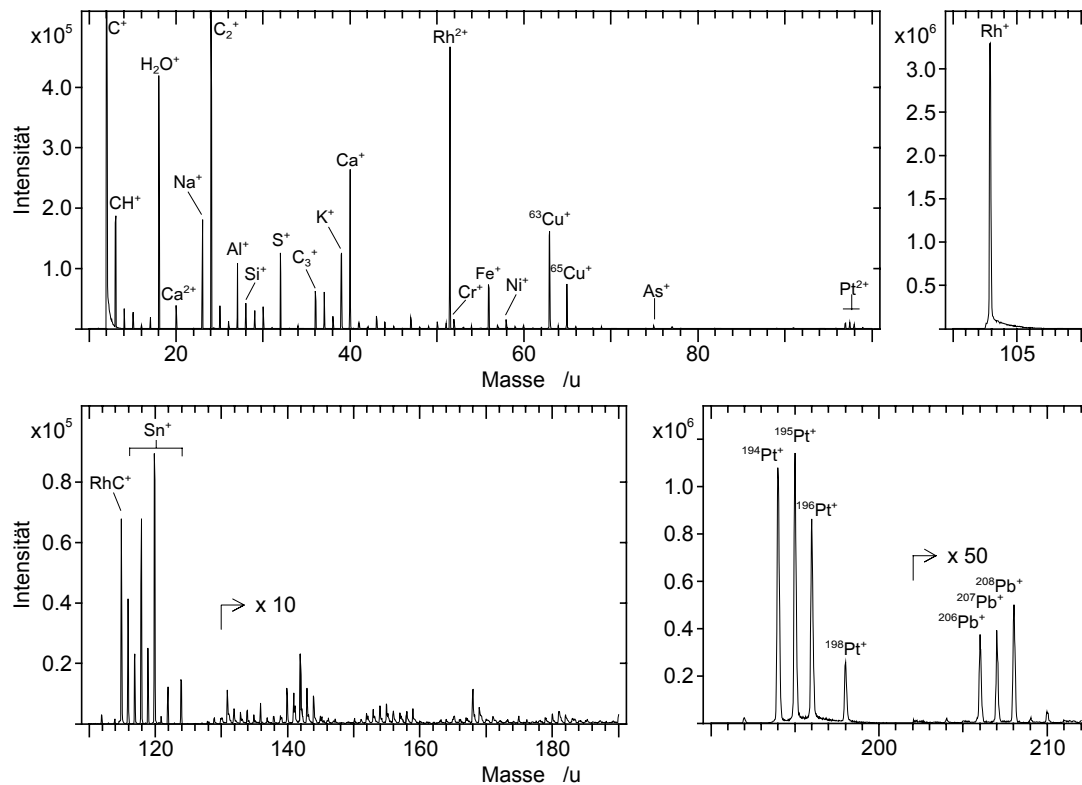 x10⁵
C⁺
C₂⁺
H₂O⁺
Rh²⁺
4.0
3.0
2.0
1.0
Intensität
CH⁺
Na⁺
Ca²⁺
Al⁺
Si⁺
S⁺
C₃⁺
K⁺
Ca⁺
Cr⁺
Fe⁺
Ni⁺
⁶³Cu⁺
⁶⁵Cu⁺
As⁺
Pt²⁺
20 40 60 80
Masse /u
x10⁶
Rh⁺
3.0
2.5
2.0
1.5
1.0
0.5
105
x10⁵
Sn⁺
RhC⁺
0.8
0.6
0.4
0.2
Intensität
x 10
120 140 160 180
Masse /u
x10⁶
¹⁹⁵Pt⁺
¹⁹⁴Pt⁺
¹⁹⁶Pt⁺
¹⁹⁸Pt⁺
1.0
0.8
0.6
0.4
0.2
x 50
²⁰⁸Pb⁺
²⁰⁷Pb⁺
²⁰⁶Pb⁺
200 210